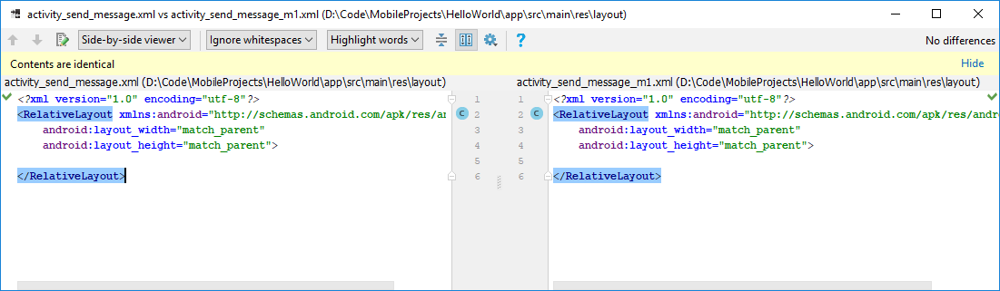 activity_send_message.xml vs activity_send_message_m1.xml (D:\Code\MobileProjects\HelloWorld\app\src\main\res\layout)
Side-by-side viewer Ignore whitespaces Highlight words ? No differences
Contents are identical Hide
activity_send_message.xml (D:\Code\MobileProjects\HelloWorld\app\src\main\res\layout) activity_send_message_m1.xml (D:\Code\MobileProjects\HelloWorld\app\src\main\res\layout)
<?xml version="1.0" encoding="utf-8"?> 1 1 <?xml version="1.0" encoding="utf-8"?>
<RelativeLayout xmlns:android="http://schemas.android.com/apk/res/an C 2 2 C <RelativeLayout xmlns:android="http://schemas.android.com/apk/res/andr
android:layout_width="match_parent" 3 3 android:layout_width="match_parent"
android:layout_height="match_parent"> 4 4 android:layout_height="match_parent">
5 5
</RelativeLayout> 6 6 </RelativeLayout>